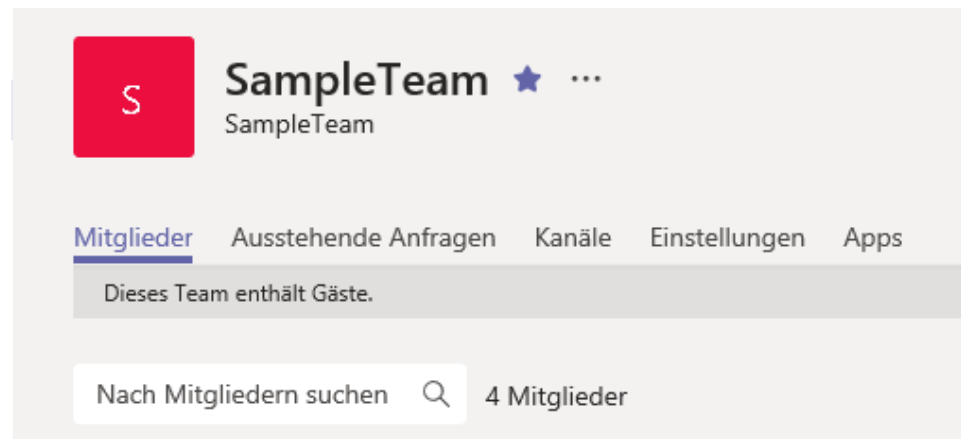 S
SampleTeam ...
SampleTeam
Mitglieder Ausstehende Anfragen Kanäle Einstellungen Apps
Dieses Team enthält Gäste.
Nach Mitgliedern suchen 4 Mitglieder